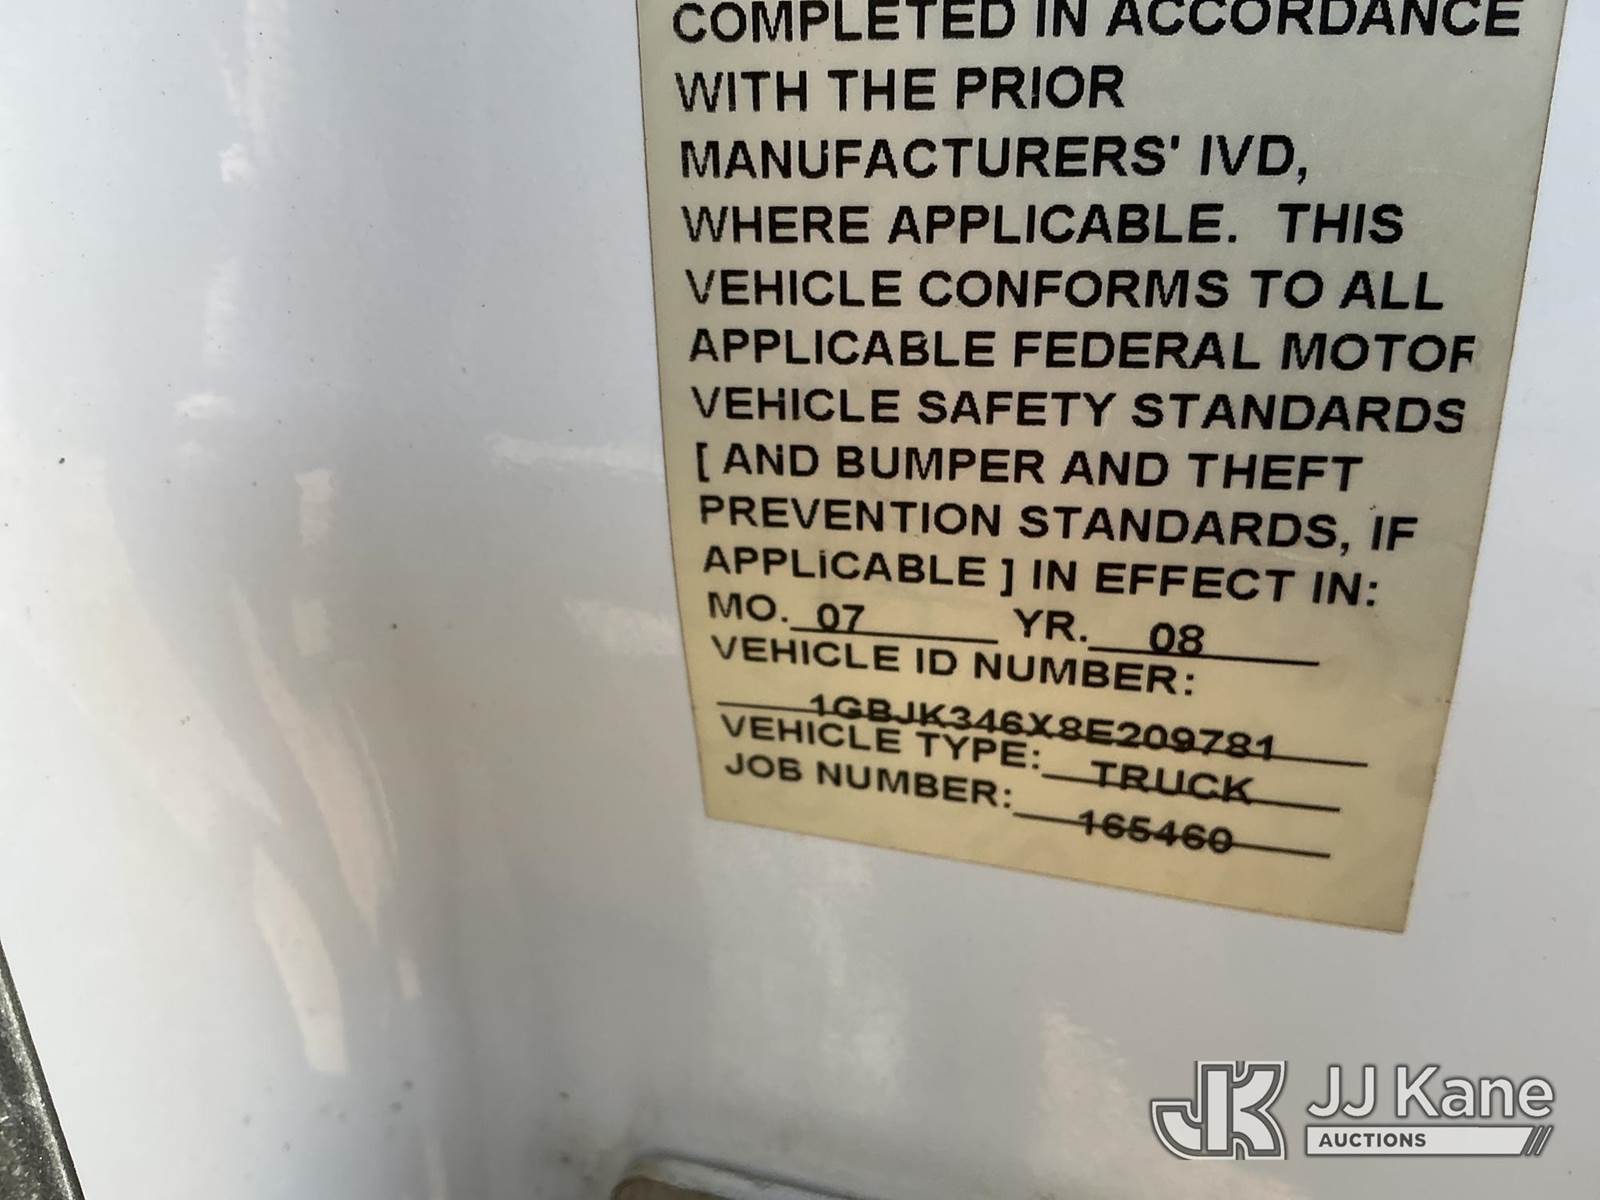 COMPLETED IN ACCORDANCE
WITH THE PRIOR
MANUFACTURERS' IVD,
WHERE APPLICABLE. THIS
VEHICLE CONFORMS TO ALL
APPLICABLE FEDERAL MOTOR
VEHICLE SAFETY STANDARDS
[ AND BUMPER AND THEFT
PREVENTION STANDARDS, IF
APPLICABLE ] IN EFFECT IN:
MO. 07 YR. 08
VEHICLE ID NUMBER:
1GBJK346X8E209781
VEHICLE TYPE: TRUCK
JOB NUMBER: 165460
JK JJ Kane
AUCTIONS